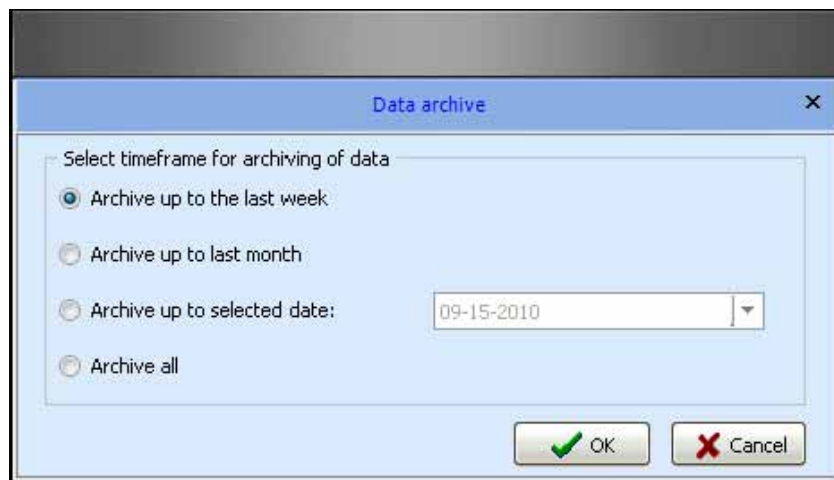 Data archive
Select timeframe for archiving of data
Archive up to the last week
Archive up to last month
Archive up to selected date: 09-15-2010
Archive all
OK Cancel